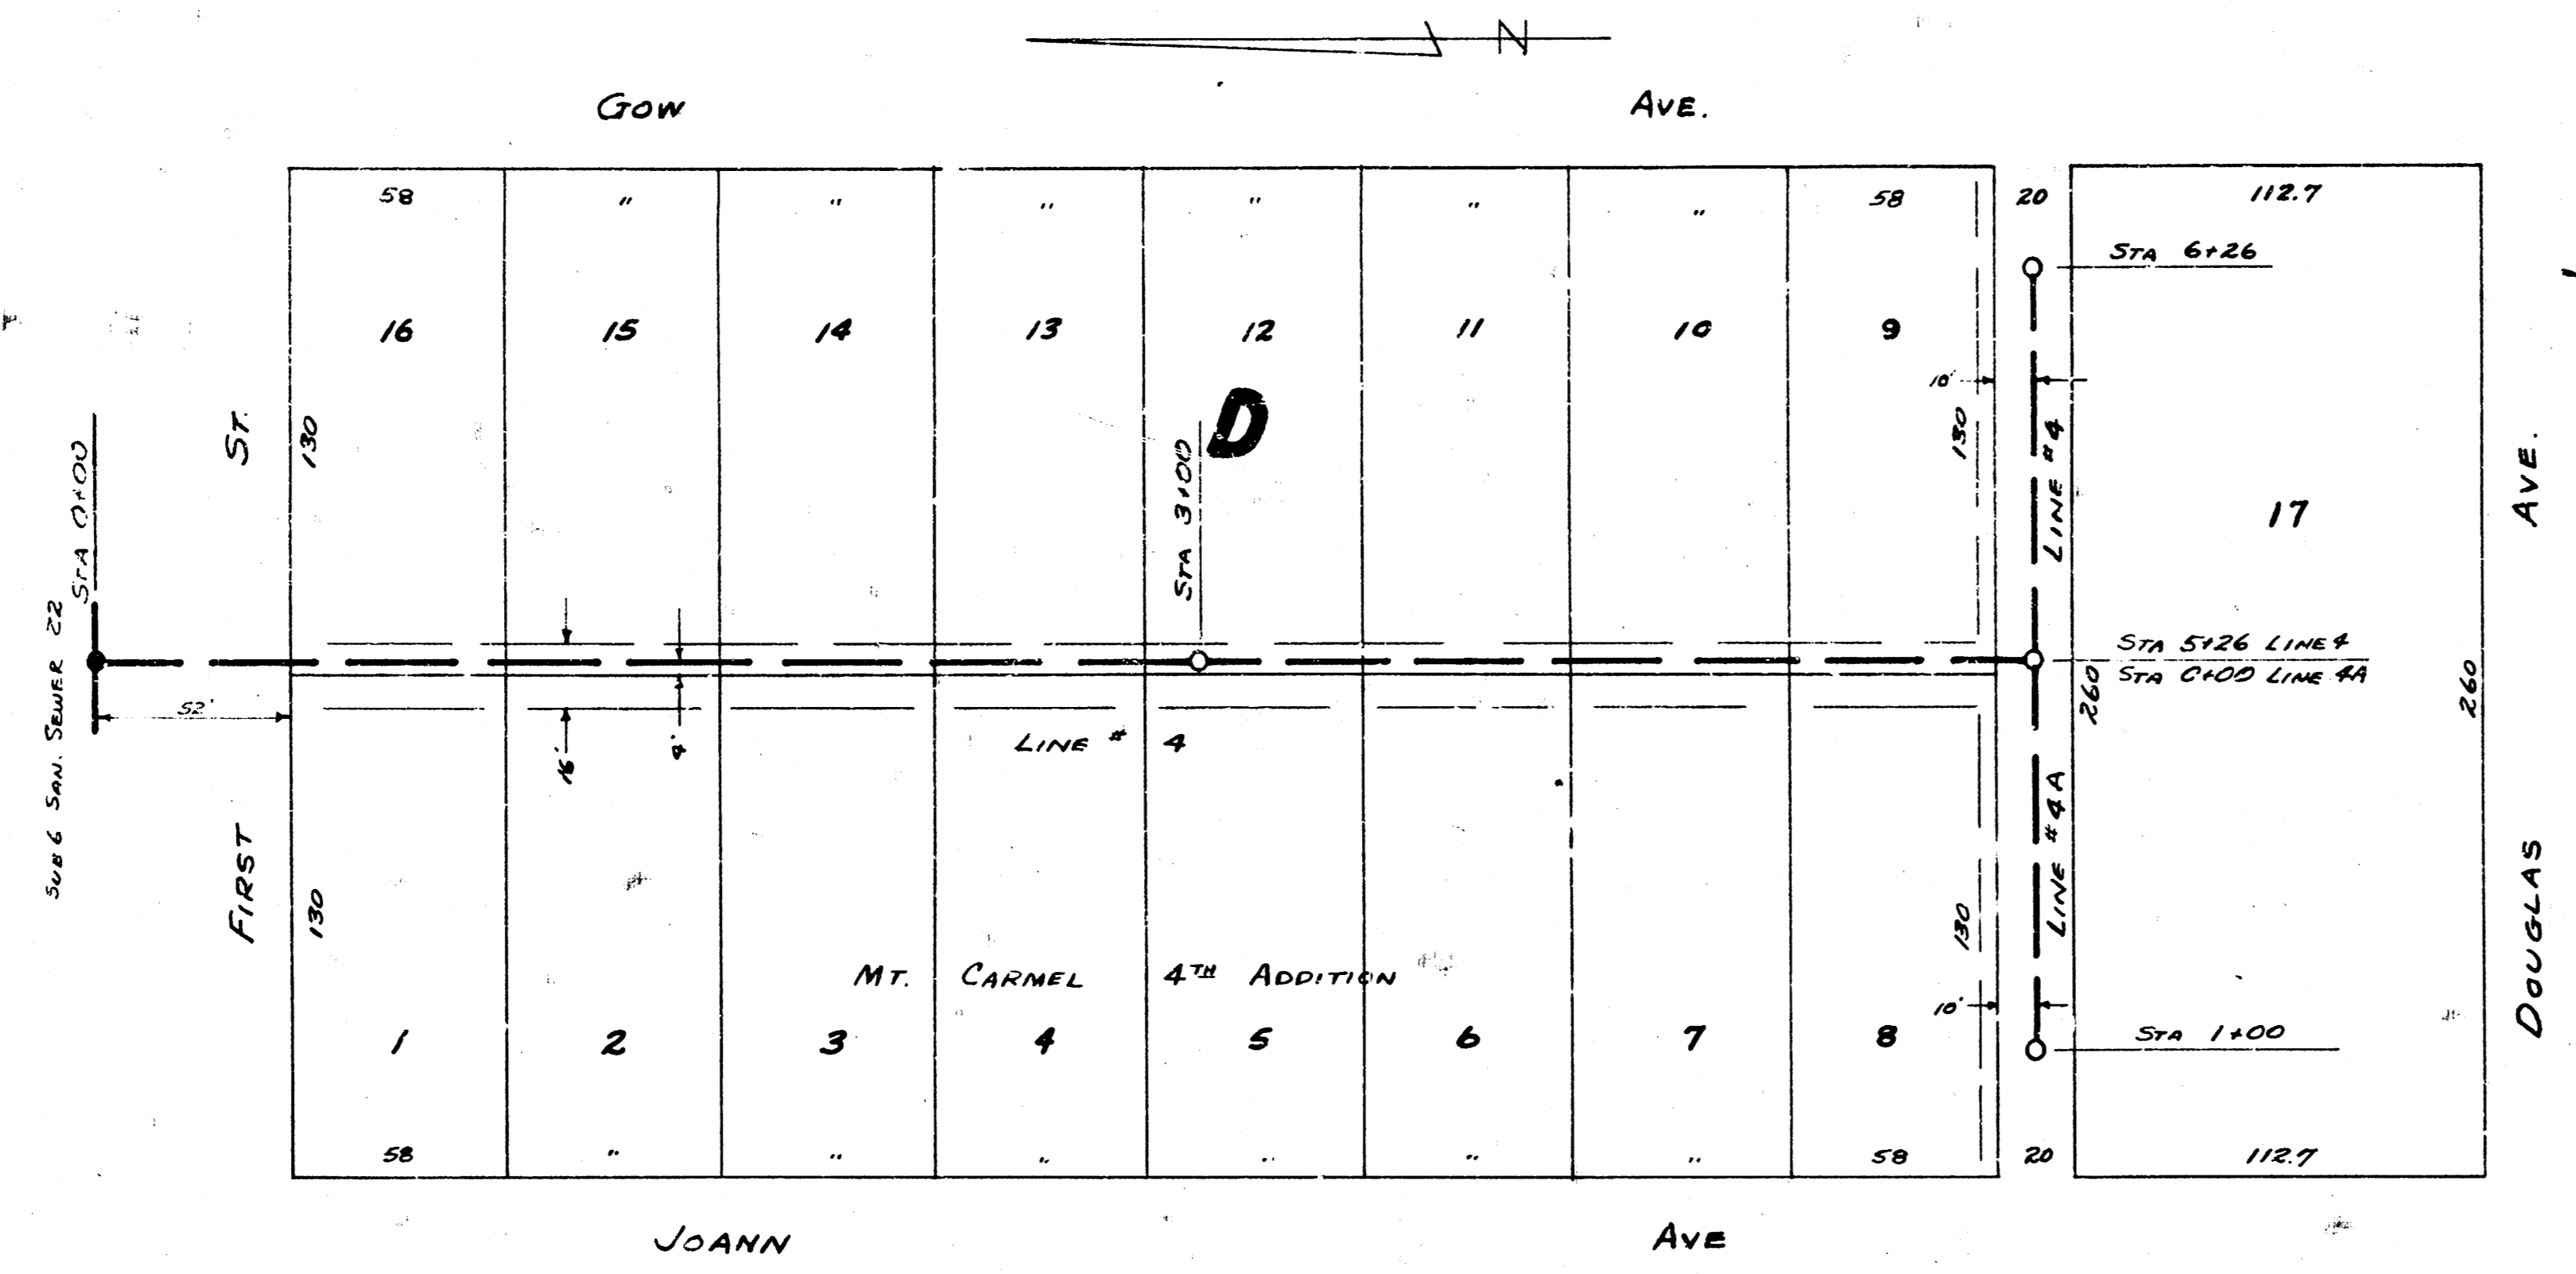 N
GOW AVE.
58 " " " " " " 58 20 112.7
STA 6+26
16 15 14 13 12 11 10 9
10'
D
ST.
130
130
LINE #4
AVE.
STA 0+00
STA 3+00
17
SUB 6 SAN. SEWER 22
STA 5+26 LINE 4
STA 0+00 LINE 4A
260
260
52'
16'
4'
LINE # 4
LINE #4A
FIRST
130
130
DOUGLAS
MT. CARMEL 4TH ADDITION
10'
1 2 3 4 5 6 7 8
STA 1+00
58 " " " " " " 58 20 112.7
JOANN AVE